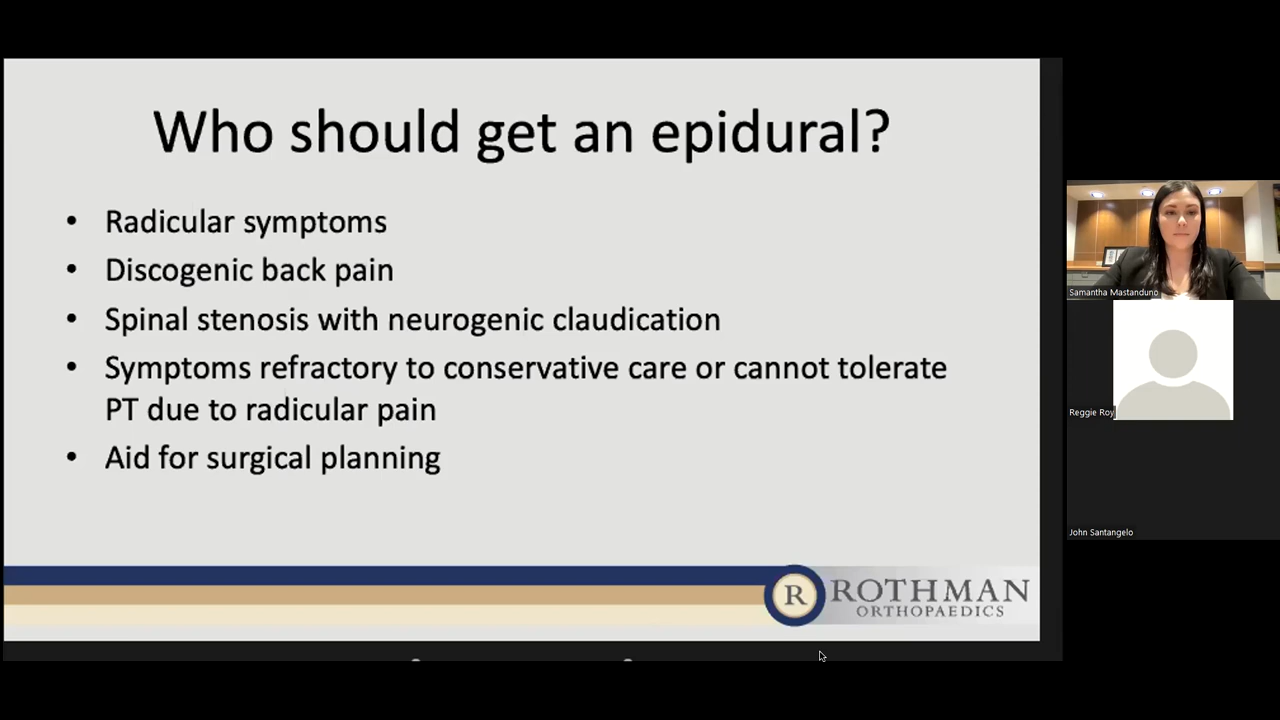 Who should get an epidural?
• Radicular symptoms
• Discogenic back pain
• Spinal stenosis with neurogenic claudication
• Symptoms refractory to conservative care or cannot tolerate
PT due to radicular pain
• Aid for surgical planning
R ROTHMAN
ORTHOPAEDICS
Samantha Mastanduno
Reggie Roy
John Santangelo